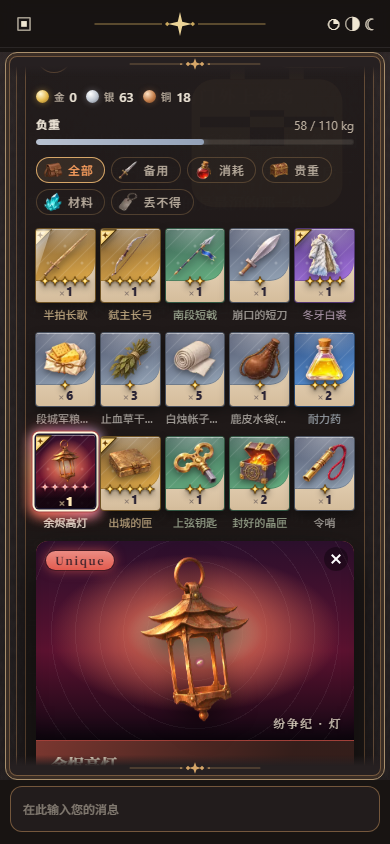 金 0 银 63 铜 18
负重 58 / 110 kg
全部 备用 消耗 贵重
材料 丢不得
×1 ×1 ×1 ×1 ×1
半拍长歌 弑主长弓 南段短戟 崩口的短刀 冬牙白裘
×6 ×3 ×5 ×1 ×2
段城军粮... 止血草干... 白烛帐子... 鹿皮水袋(... 耐力药
×1 ×1 ×1 ×2 ×1
余烬高灯 出城的匣 上弦钥匙 封好的晶匣 令哨
Unique
纷争纪 · 灯
余烬高灯
在此输入您的消息